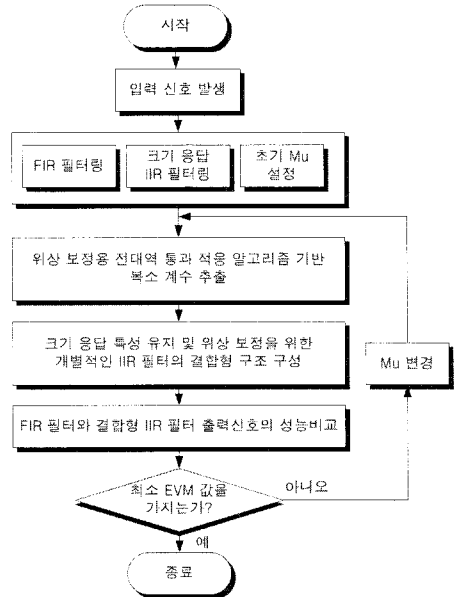 시작
입력 신호 발생
FIR 필터링
크기 응답
IIR 필터링
초기 Mu
설정
위상 보정용 전대역 통과 적응 알고리즘 기반
복소 계수 추출
크기 응답 특성 유지 및 위상 보정을 위한
개별적인 IIR 필터의 결합형 구조 구성
Mu 변경
FIR 필터와 결합형 IIR 필터 출력신호의 성능비교
최소 EVM 값을
가지는가?
아니오
예
종료